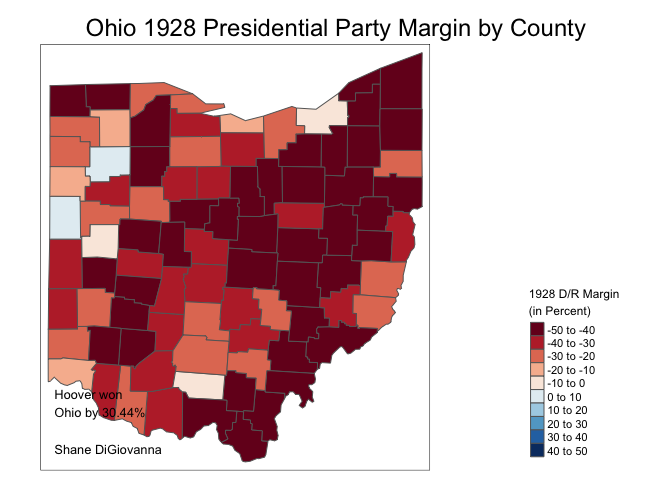 Ohio 1928 Presidential Party Margin by County
Hoover won
Ohio by 30.44%
Shane DiGiovanna
1928 D/R Margin
(in Percent)
-50 to -40
-40 to -30
-30 to -20
-20 to -10
-10 to 0
0 to 10
10 to 20
20 to 30
30 to 40
40 to 50